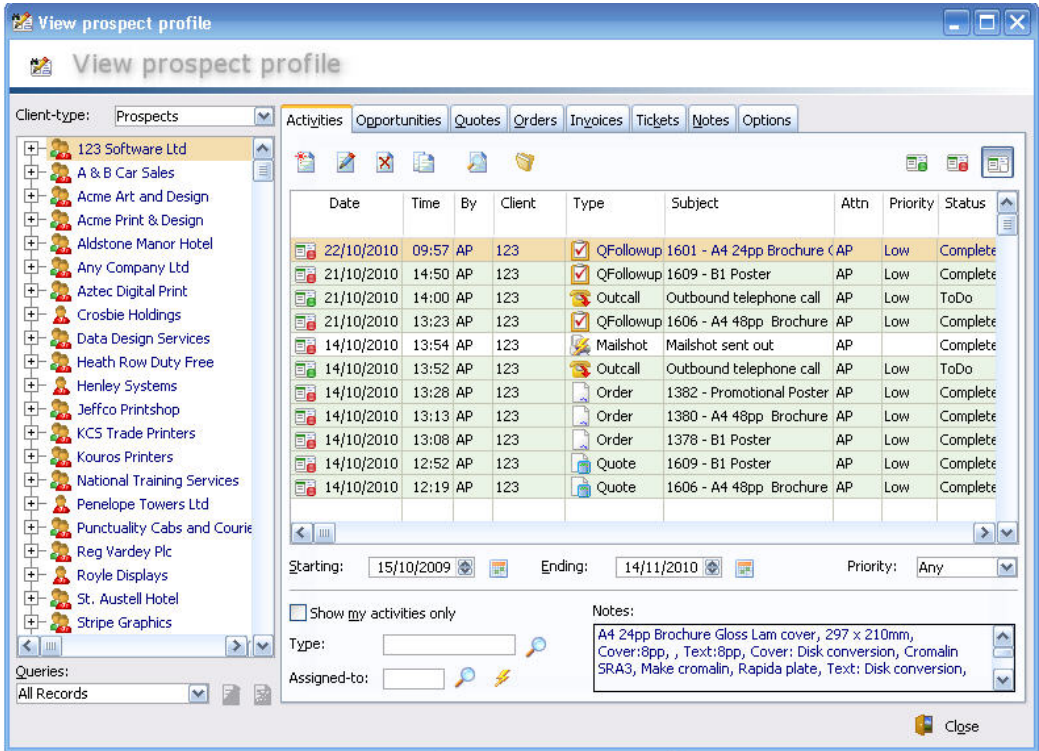 View prospect profile
View prospect profile
Client-type: Prospects
123 Software Ltd
A & B Car Sales
Acme Art and Design
Acme Print & Design
Aldstone Manor Hotel
Any Company Ltd
Aztec Digital Print
Crosbie Holdings
Data Design Services
Heath Row Duty Free
Henley Systems
Jeffco Printshop
KCS Trade Printers
Kouros Printers
National Training Services
Penelope Towers Ltd
Punctuality Cabs and Courie
Reg Vardey Plc
Royle Displays
St. Austell Hotel
Stripe Graphics
Queries:
All Records
Activities Opportunities Quotes Orders Invoices Tickets Notes Options
Date Time By Client Type Subject Attn Priority Status
22/10/2010 09:57 AP 123 QFollowup 1601 - A4 24pp Brochure AP Low Complete
21/10/2010 14:50 AP 123 QFollowup 1609 - B1 Poster AP Low Complete
21/10/2010 14:00 AP 123 Outcall Outbound telephone call AP Low ToDo
21/10/2010 13:23 AP 123 QFollowup 1606 - A4 48pp Brochure AP Low Complete
14/10/2010 13:54 AP 123 Mailshot Mailshot sent out AP Complete
14/10/2010 13:52 AP 123 Outcall Outbound telephone call AP Low ToDo
14/10/2010 13:28 AP 123 Order 1382 - Promotional Poster AP Low Complete
14/10/2010 13:13 AP 123 Order 1380 - A4 48pp Brochure AP Low Complete
14/10/2010 13:08 AP 123 Order 1378 - B1 Poster AP Low Complete
14/10/2010 12:52 AP 123 Quote 1609 - B1 Poster AP Low Complete
14/10/2010 12:19 AP 123 Quote 1606 - A4 48pp Brochure AP Low Complete
Starting: 15/10/2009 Ending: 14/11/2010 Priority: Any
Show my activities only
Type:
Assigned-to:
Notes:
A4 24pp Brochure Gloss Lam cover, 297 x 210mm,
Cover:8pp, , Text:8pp, Cover: Disk conversion, Cromalin
SRA3, Make cromalin, Rapida plate, Text: Disk conversion,
Close